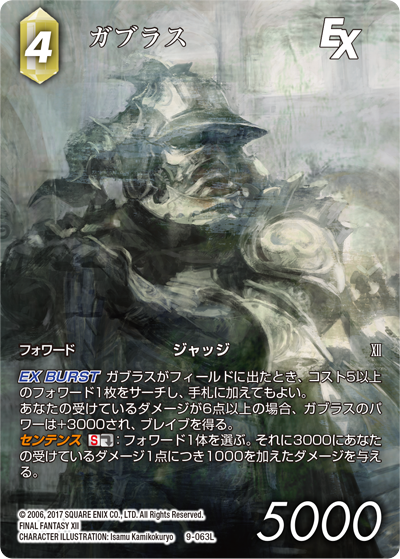 4 ガブラス EX
フォワード ジャッジ XII
EX BURST ガブラスがフィールドに出たとき、コスト5以上
のフォワード1枚をサーチし、手札に加えてもよい。
あなたの受けているダメージが6点以上の場合、ガブラスのパ
ワーは+3000され、ブレイブを得る。
センテンス S:フォワード1体を選ぶ。それに3000にあなた
の受けているダメージ1点につき1000を加えたダメージを与え
る。
© 2006, 2017 SQUARE ENIX CO., LTD. All Rights Reserved.
FINAL FANTASY XII
CHARACTER ILLUSTRATION: Isamu Kamikokuryo 9-063L
5000